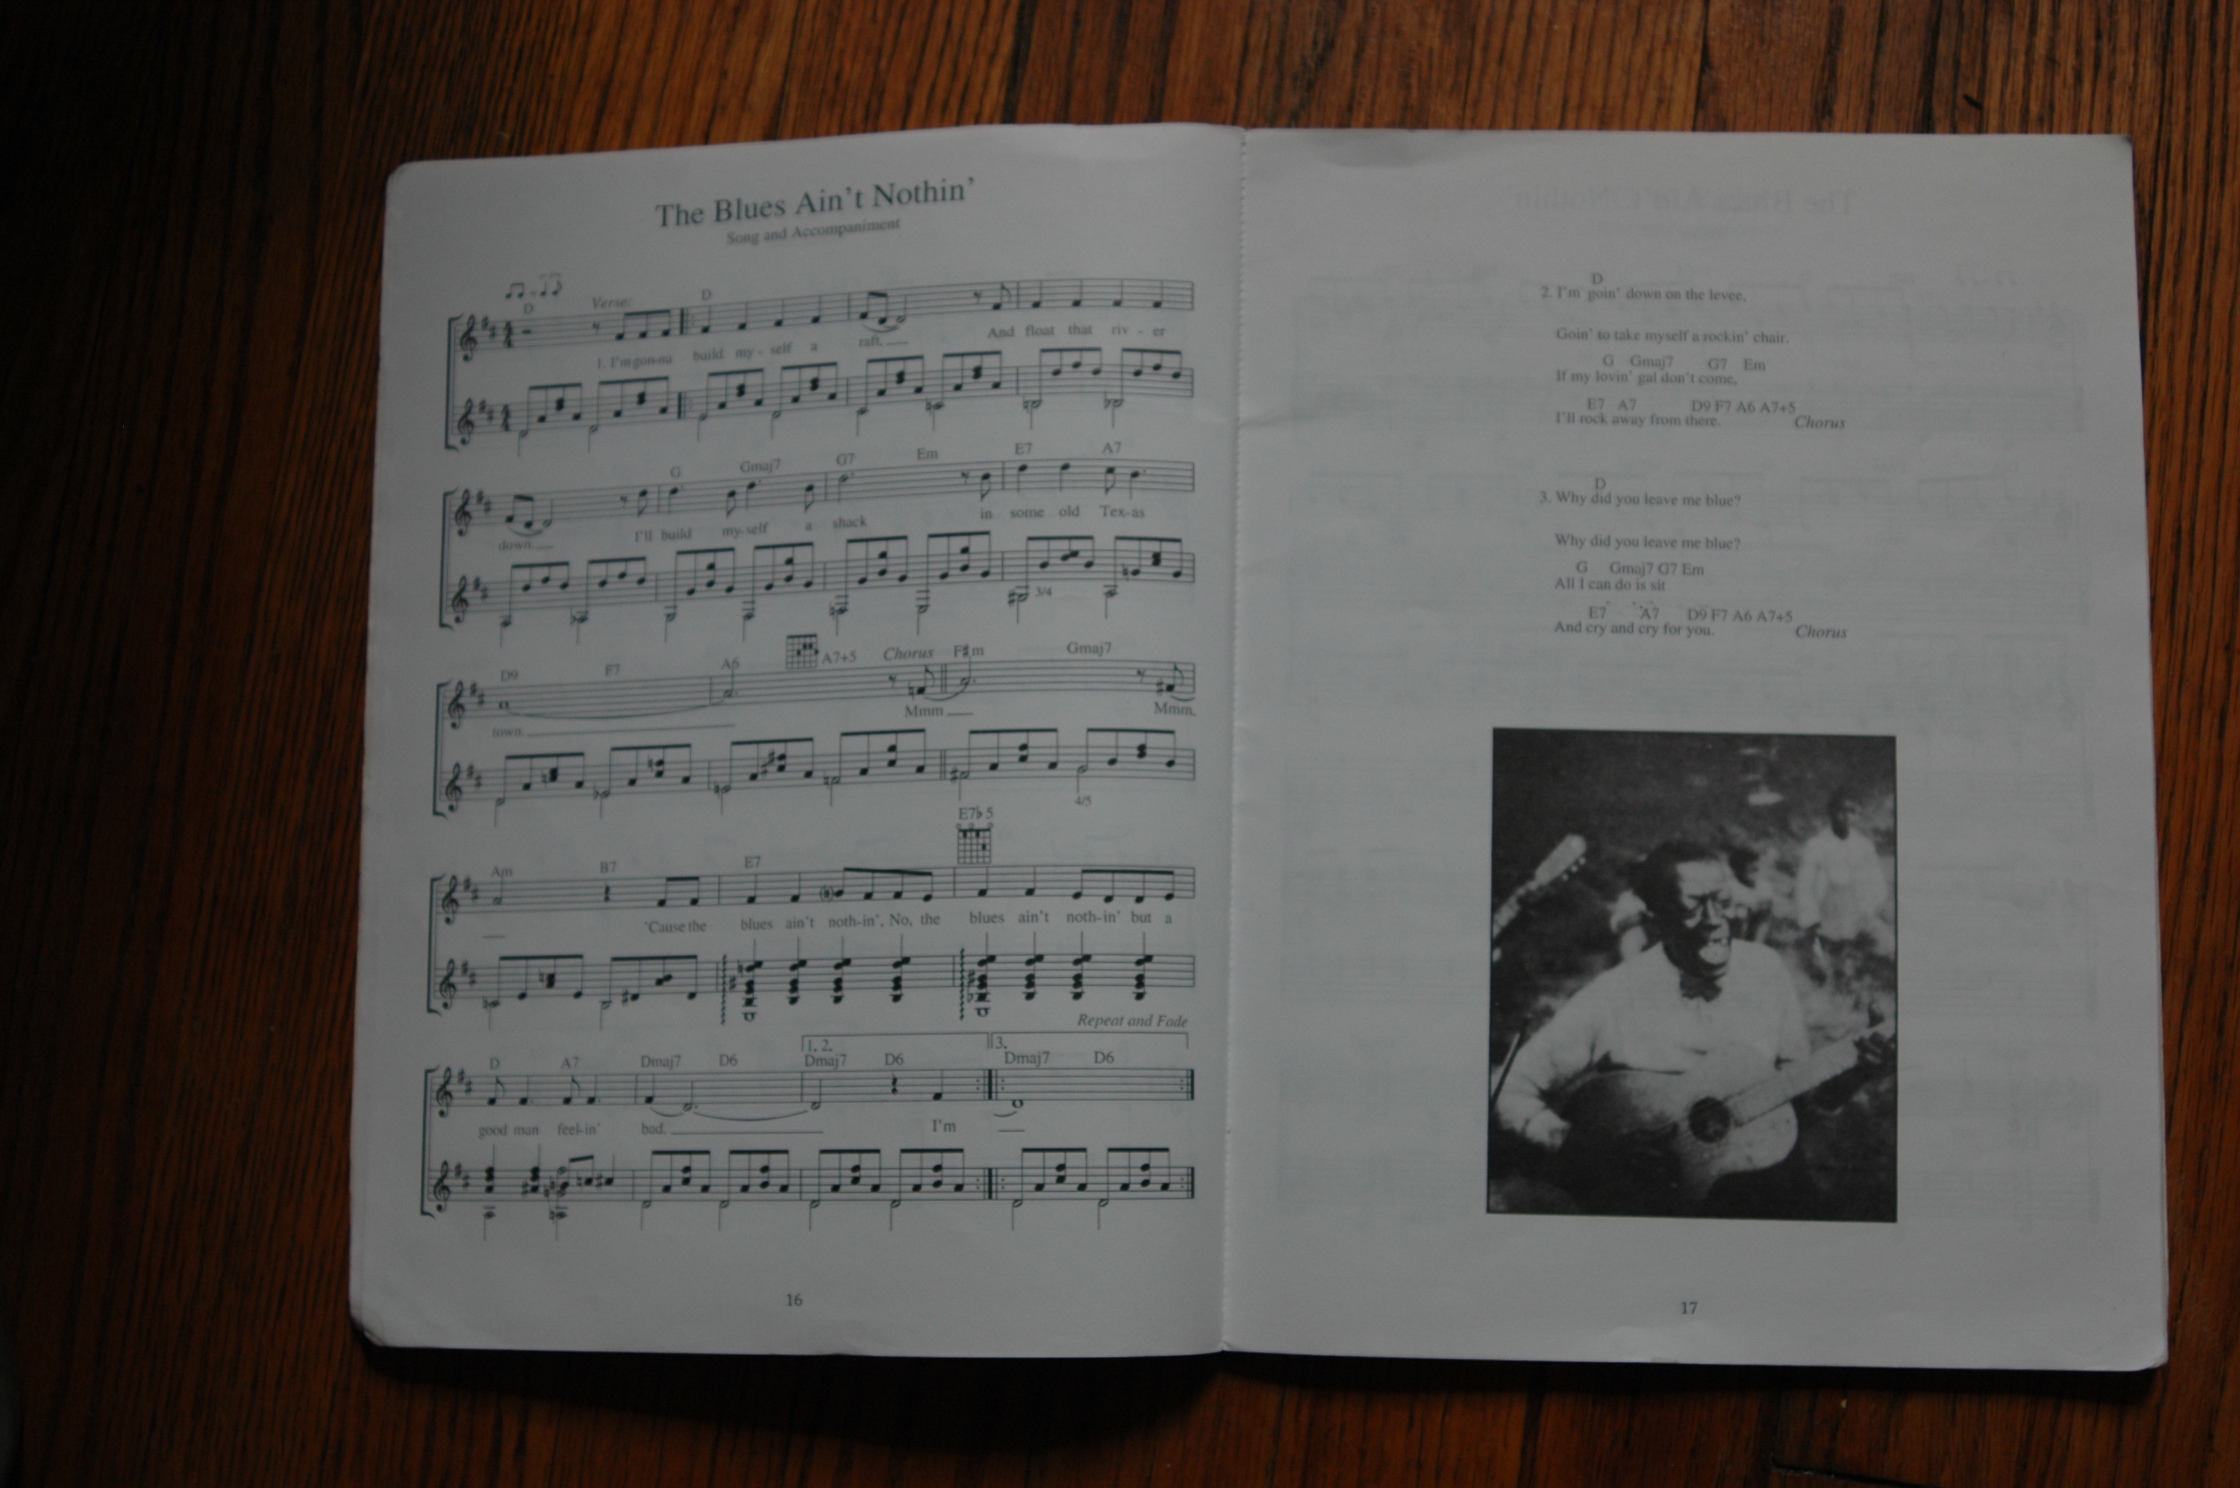 The Blues Ain't Nothin'
Song and Accompaniment
Verse:
D D
1. I'm gon-na build my - self a raft And float that riv - er
G Gmaj7 G7 Em E7 A7
down I'll build my-self a shack in some old Tex-as
D9 F7 A6 A7+5 Chorus F♯m Gmaj7
town. Mmm Mmm,
3/4
4/5
Am B7 E7 E7♭5
'Cause the blues ain't noth-in', No, the blues ain't noth-in' but a
Repeat and Fade
1. 2. 3.
D A7 Dmaj7 D6 Dmaj7 D6 Dmaj7 D6
good man feel-in' bad. I'm
16
D
2. I'm goin' down on the levee,
Goin' to take myself a rockin' chair.
G Gmaj7 G7 Em
If my lovin' gal don't come,
E7 A7 D9 F7 A6 A7+5
I'll rock away from there. Chorus
D
3. Why did you leave me blue?
Why did you leave me blue?
G Gmaj7 G7 Em
All I can do is sit
E7 A7 D9 F7 A6 A7+5
And cry and cry for you. Chorus
17